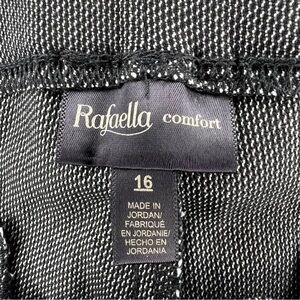 Rafaella comfort
16
MADE IN
JORDAN/
FABRIQUÉ
EN JORDANIE/
HECHO EN
JORDANIA